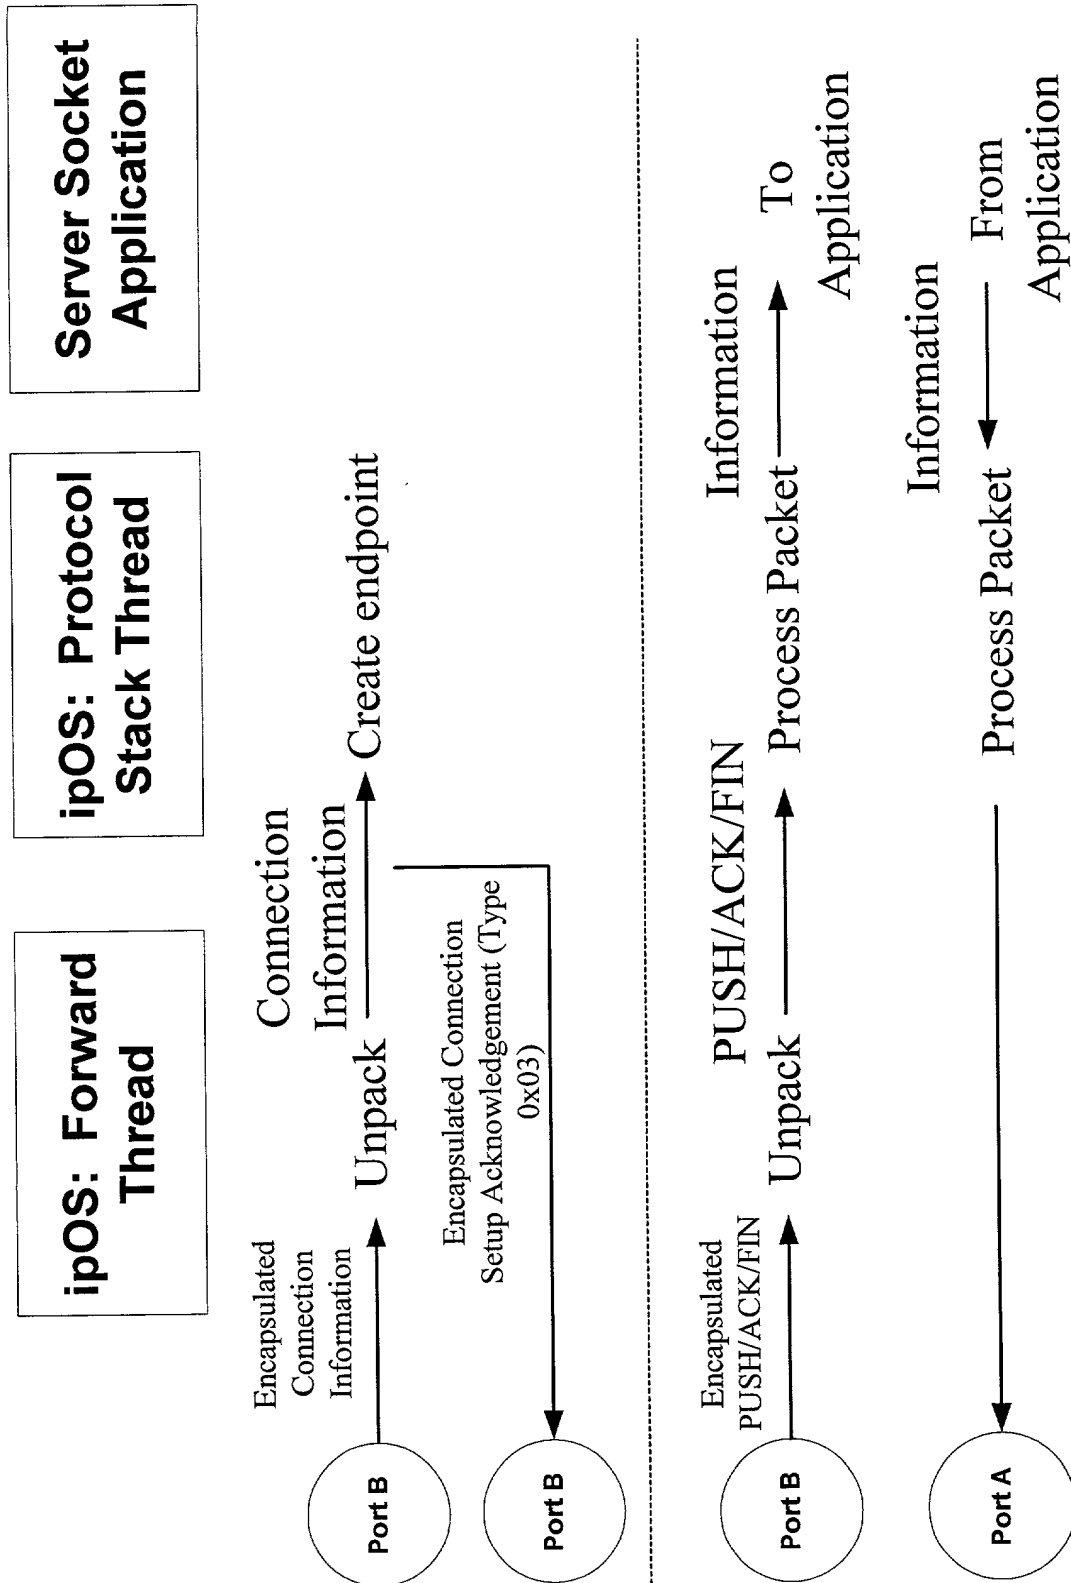 ipOS: Forward
Thread
ipOS: Protocol
Stack Thread
Server Socket
Application
Port B
Encapsulated
Connection
Information
Unpack
Connection
Information
Create endpoint
Port B
Encapsulated Connection
Setup Acknowledgement (Type
0x03)
Port B
Encapsulated
PUSH/ACK/FIN
Unpack
PUSH/ACK/FIN
Process Packet
Information
To
Application
Port A
Process Packet
Information
From
Application